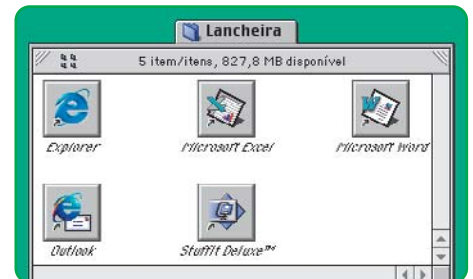 Lancheira
5 item/itens, 827,8 MB disponível
Explorer Microsoft Excel Microsoft Word
Outlook Stuffit Deluxe™